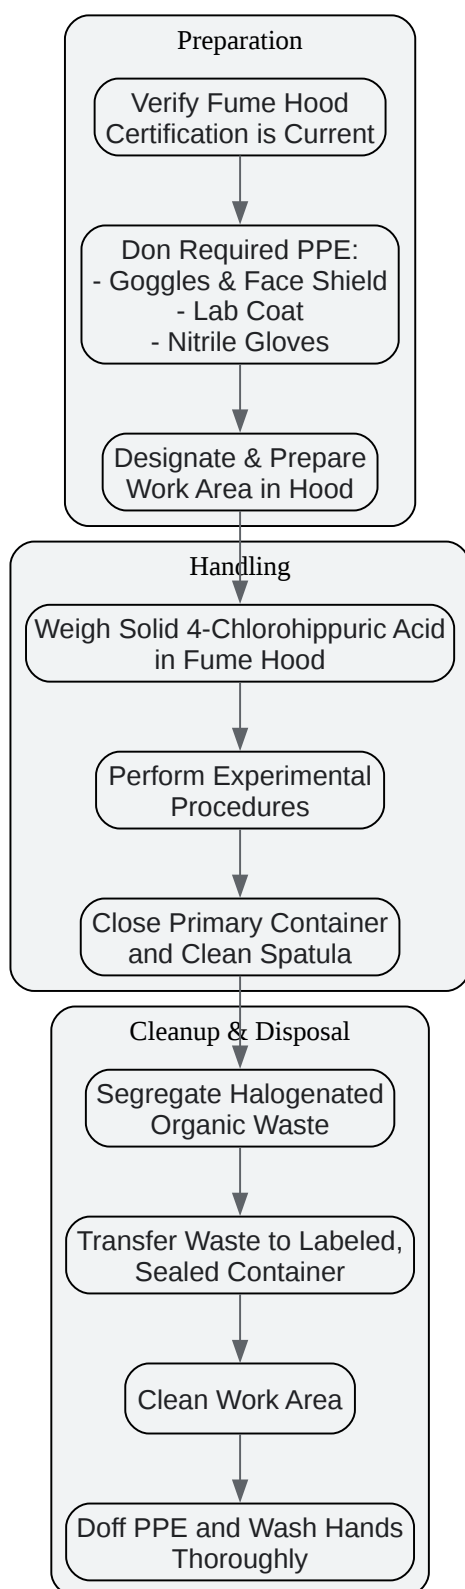 Preparation
Verify Fume Hood
Certification is Current
Don Required PPE:
- Goggles & Face Shield
- Lab Coat
- Nitrile Gloves
Designate & Prepare
Work Area in Hood
Handling
Weigh Solid 4-Chlorohippuric Acid
in Fume Hood
Perform Experimental
Procedures
Close Primary Container
and Clean Spatula
Cleanup & Disposal
Segregate Halogenated
Organic Waste
Transfer Waste to Labeled,
Sealed Container
Clean Work Area
Doff PPE and Wash Hands
Thoroughly